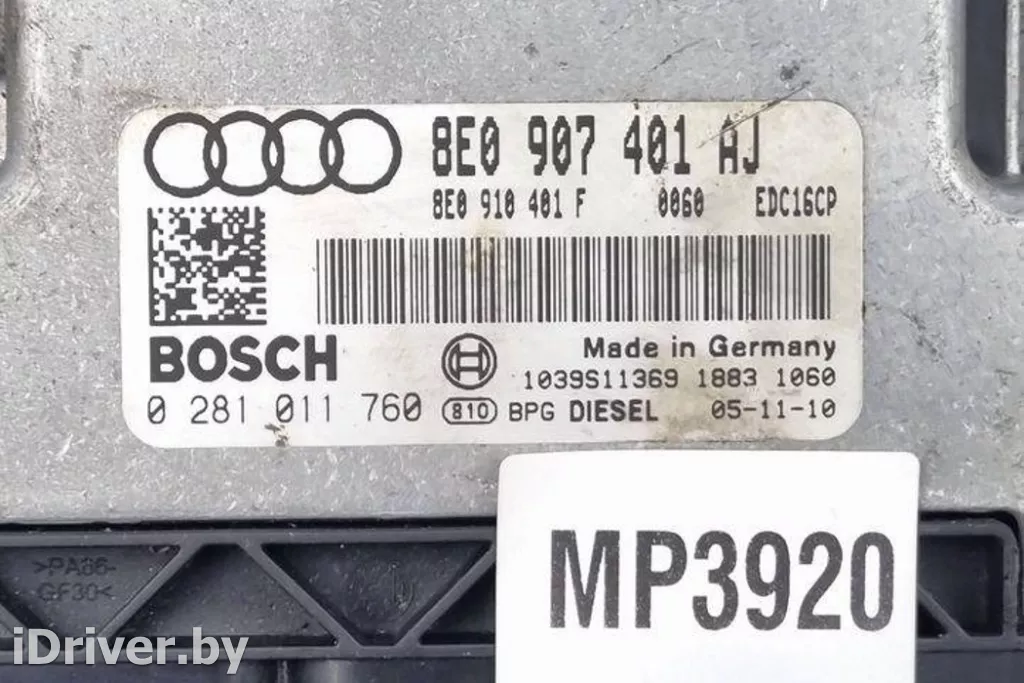 8E0 907 401 AJ
8E0 910 401 F 0060 EDC16CP
BOSCH
Made in Germany
1039S11369 1883 1060
0 281 011 760 810 BPG DIESEL 05-11-10
MP3920
>PA66-
GF30<
iDriver.by